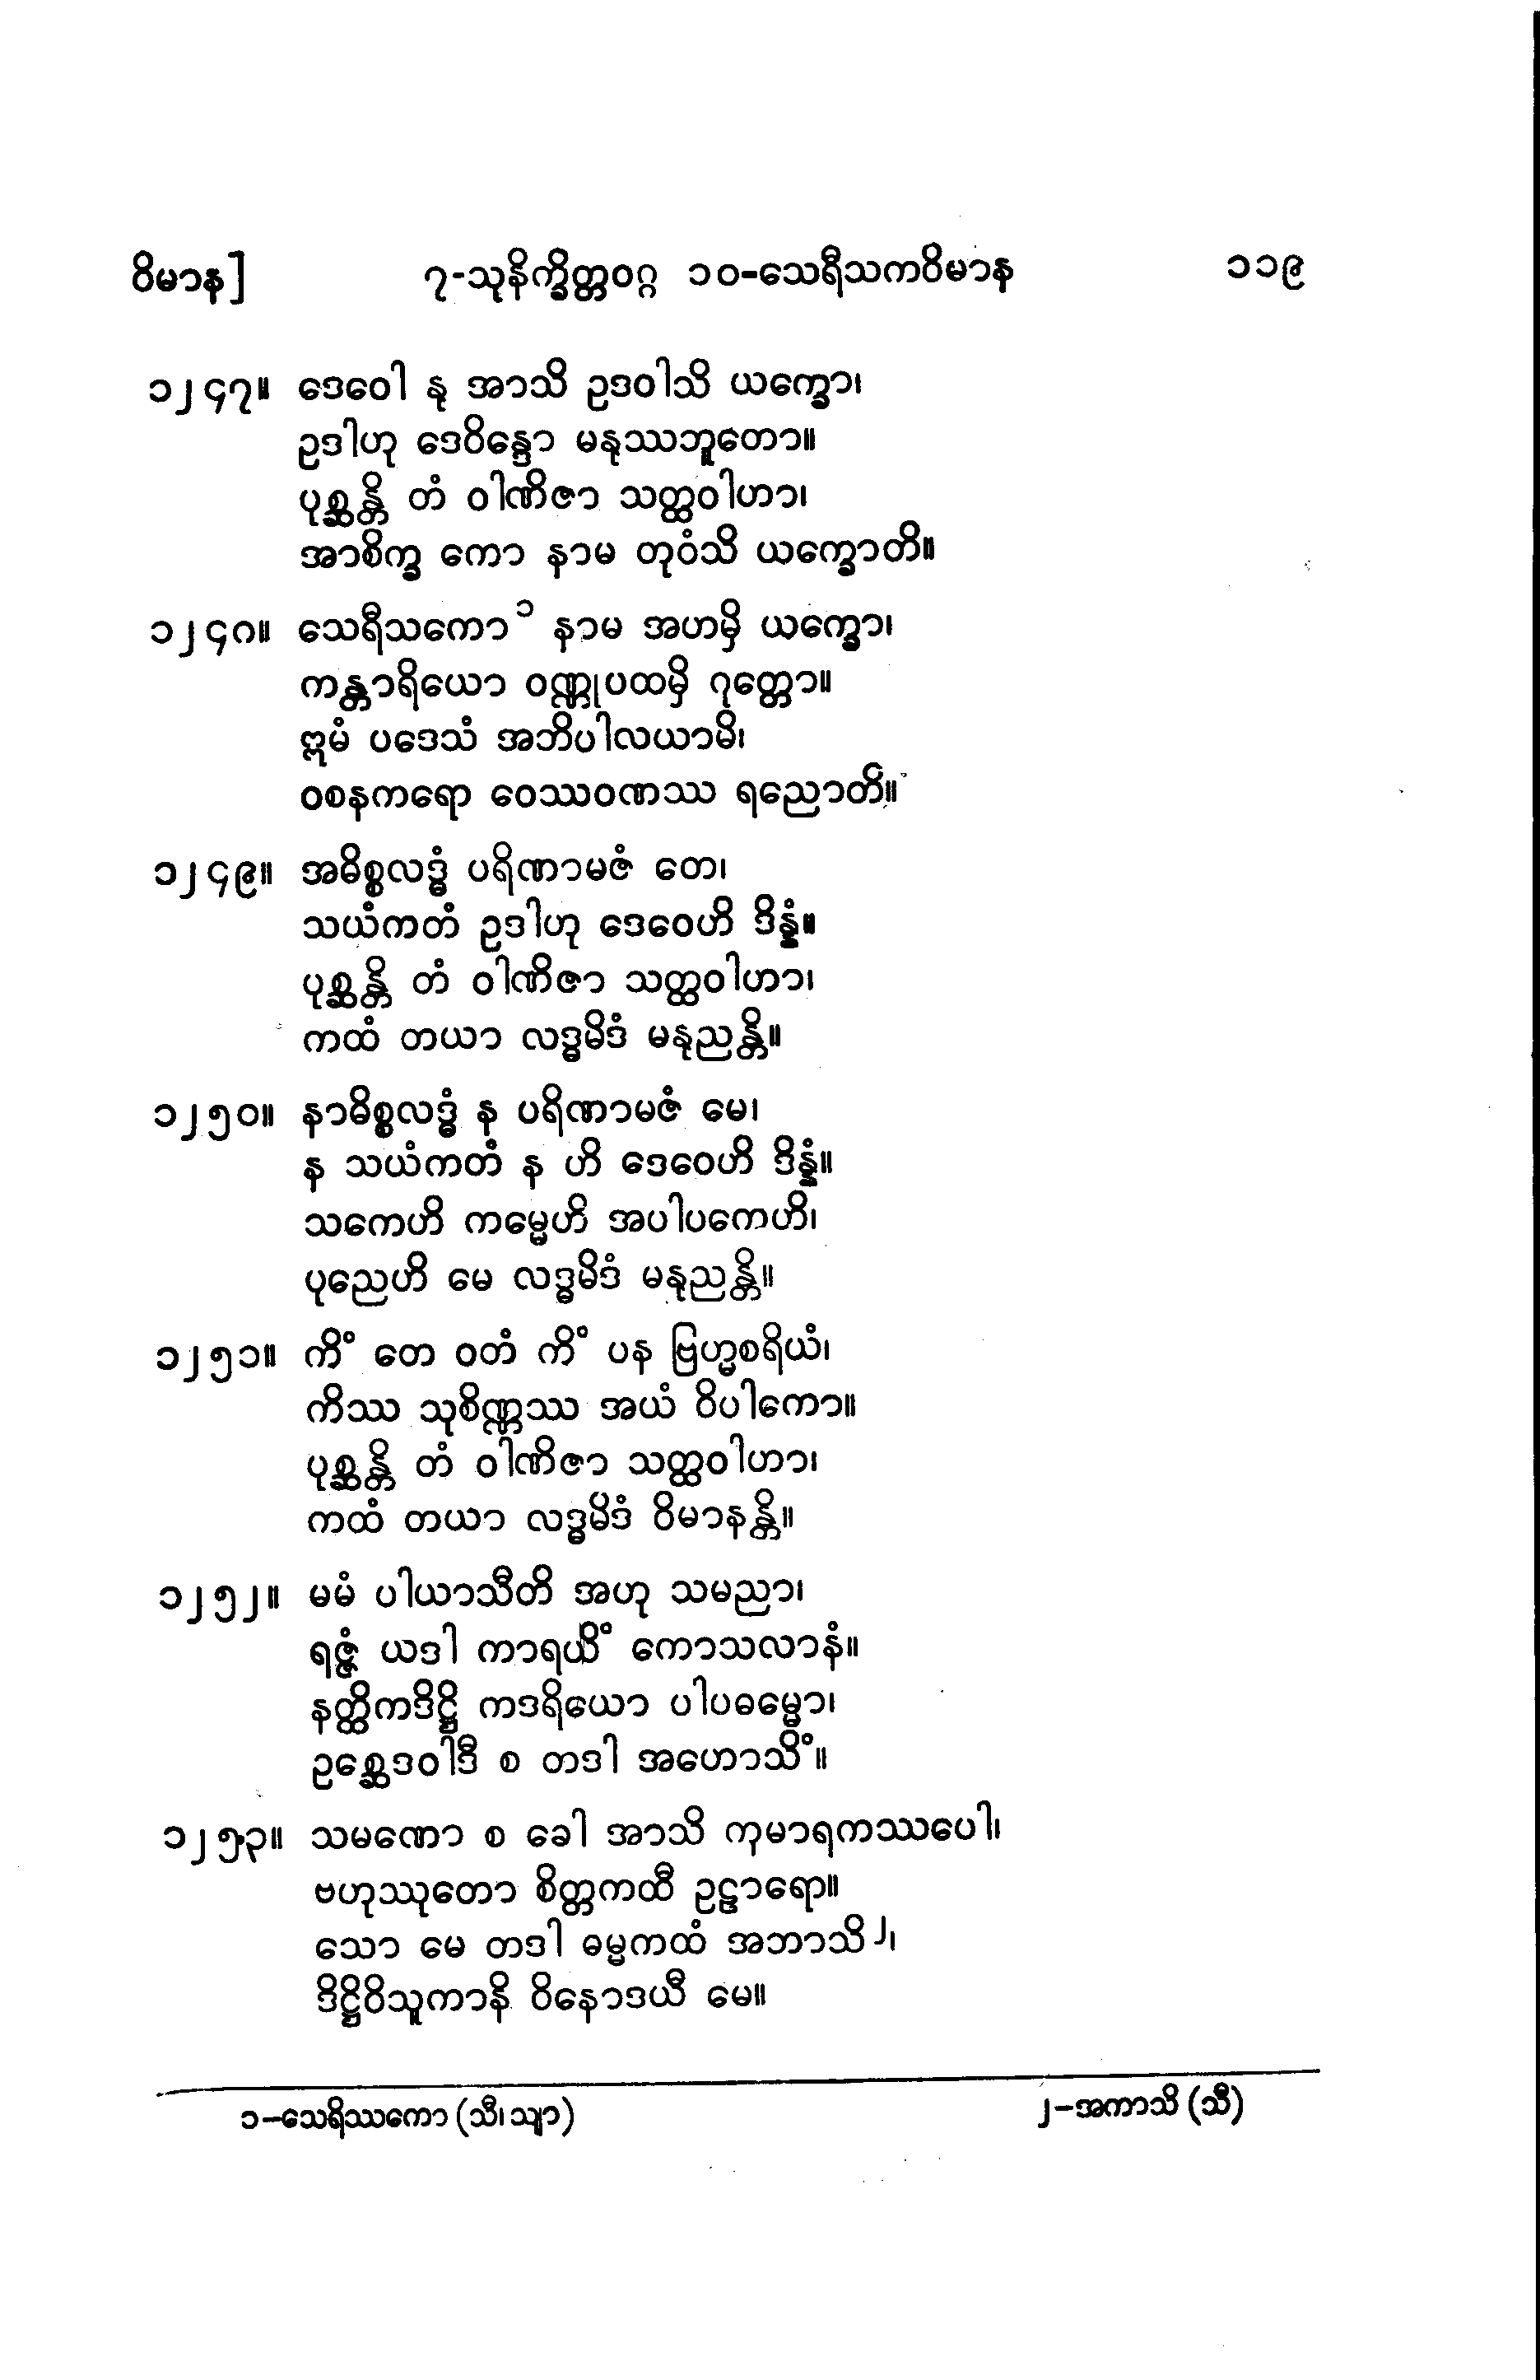 ဝိမာန] ၇-သုနိက္ခိတ္တဝဂ္ဂ ၁၀-သေရီသကဝိမာန ၁၁၉
၁၂၄၇။ ဒေဝေါ နု အာသိ ဥဒဝါသိ ယက္ခော၊
ဥဒါဟု ဒေဝိန္ဒော မနုဿဘူတော။
ပုစ္ဆန္တိ တံ ဝါဏိဇာ သတ္ထဝါဟာ၊
အာစိက္ခ ကော နာမ တုဝံသိ ယက္ခောတိ။
၁၂၄၈။ သေရီသကော၁ နာမ အဟမှိ ယက္ခော၊
ကန္တာရိယော ဝဏ္ဏုပထမှိ ဂုတ္တော။
ဣမံ ပဒေသံ အဘိပါလယာမိ၊
ဝစနကရော ဝေဿဝဏဿ ရညောတိ။
၁၂၄၉။ အဓိစ္စလဒ္ဓံ ပရိဏာမဇံ တေ၊
သယံကတံ ဥဒါဟု ဒေဝေဟိ ဒိန္နံ။
ပုစ္ဆန္တိ တံ ဝါဏိဇာ သတ္ထဝါဟာ၊
ကထံ တယာ လဒ္ဓမိဒံ မနုညန္တိ။
၁၂၅၀။ နာဓိစ္စလဒ္ဓံ န ပရိဏာမဇံ မေ၊
န သယံကတံ န ဟိ ဒေဝေဟိ ဒိန္နံ။
သကေဟိ ကမ္မေဟိ အပါပကေဟိ၊
ပုညေဟိ မေ လဒ္ဓမိဒံ မနုညန္တိ။
၁၂၅၁။ ကိံ တေ ဝတံ ကိံ ပန ဗြဟ္မစရိယံ၊
ကိဿ သုစိဏ္ဏဿ အယံ ဝိပါကော။
ပုစ္ဆန္တိ တံ ဝါဏိဇာ သတ္ထဝါဟာ၊
ကထံ တယာ လဒ္ဓမိဒံ ဝိမာနန္တိ။
၁၂၅၂။ မမံ ပါယာသီတိ အဟု သမညာ၊
ရဇ္ဇံ ယဒါ ကာရယိံ ကောသလာနံ။
နတ္ထိကဒိဋ္ဌိ ကဒရိယော ပါပဓမ္မော၊
ဥစ္ဆေဒဝါဒီ စ တဒါ အဟောသိံ။
၁၂၅၃။ သမဏော စ ခေါ အာသိ ကုမာရကဿပေါ၊
ဗဟုဿုတော စိတ္တကထီ ဥဠာရော။
သော မေ တဒါ ဓမ္မကထံ အဘာသိ၂၊
ဒိဋ္ဌိဝိသူကာနိ ဝိနောဒယီ မေ။
၁–သေရိဿကော (သီ၊ သျာ) ၂–အကာသိ (သီ)